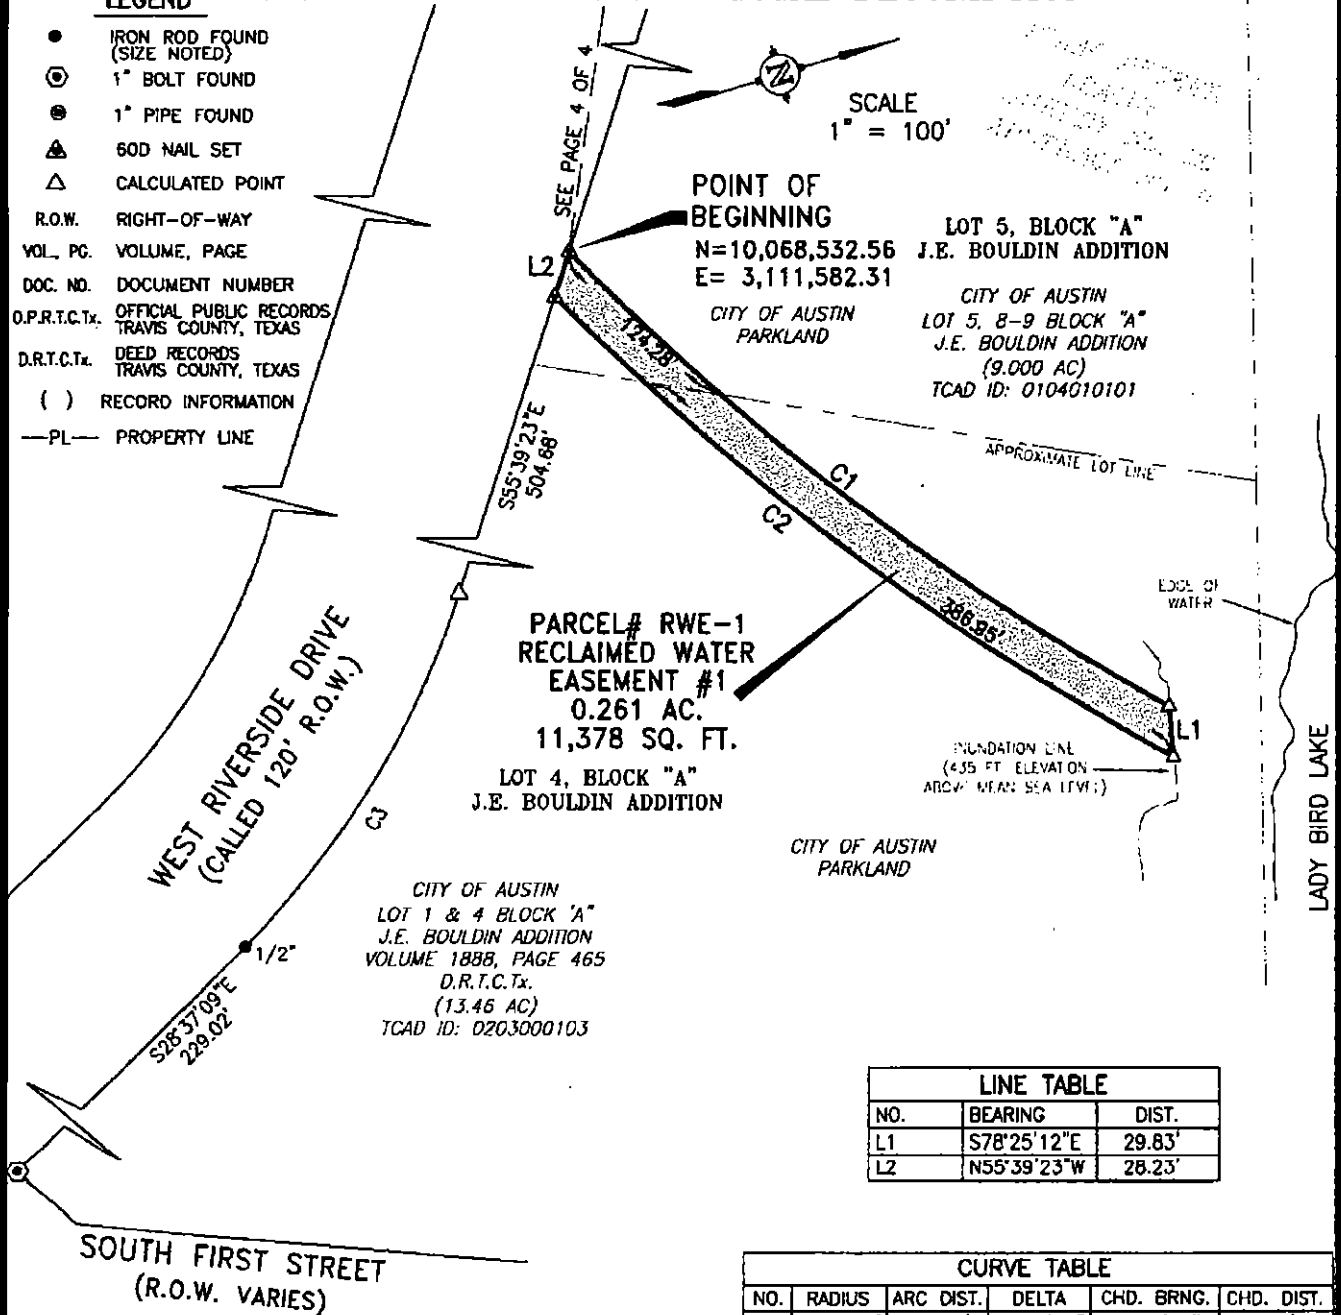 LEGEND
IRON ROD FOUND
(SIZE NOTED)
1" BOLT FOUND
1" PIPE FOUND
60D NAIL SET
CALCULATED POINT
R.O.W. RIGHT-OF-WAY
VOL., PG. VOLUME, PAGE
DOC. NO. DOCUMENT NUMBER
O.P.R.T.C.Tx. OFFICIAL PUBLIC RECORDS
TRAVIS COUNTY, TEXAS
D.R.T.C.Tx. DEED RECORDS
TRAVIS COUNTY, TEXAS
( ) RECORD INFORMATION
—PL— PROPERTY LINE
SEE PAGE 4 OF 4
N
SCALE
1" = 100'
POINT OF
BEGINNING
N=10,068,532.56
E= 3,111,582.31
CITY OF AUSTIN
PARKLAND
LOT 5, BLOCK "A"
J.E. BOULDIN ADDITION
CITY OF AUSTIN
LOT 5, 8-9 BLOCK "A"
J.E. BOULDIN ADDITION
(9.000 AC)
TCAD ID: 0104010101
L2
124.28'
APPROXIMATE LOT LINE
S55°39'23"E
504.68'
C1
C2
386.85'
EDGE OF
WATER
L1
PARCEL# RWE-1
RECLAIMED WATER
EASEMENT #1
0.261 AC.
11,378 SQ. FT.
LOT 4, BLOCK "A"
J.E. BOULDIN ADDITION
INUNDATION LINE
(435 FT. ELEVATION
ABOVE MEAN SEA LEVEL)
LADY BIRD LAKE
WEST RIVERSIDE DRIVE
(CALLED 120' R.O.W.)
C3
CITY OF AUSTIN
PARKLAND
CITY OF AUSTIN
LOT 1 & 4 BLOCK 'A"
J.E. BOULDIN ADDITION
VOLUME 1888, PAGE 465
D.R.T.C.Tx.
(13.46 AC)
TCAD ID: 0203000103
1/2"
S28°37'09"E
229.02'
LINE TABLE
NO. BEARING DIST.
L1 S78°25'12"E 29.83'
L2 N55°39'23"W 28.23'
SOUTH FIRST STREET
(R.O.W. VARIES)
CURVE TABLE
NO. RADIUS ARC DIST. DELTA CHD. BRNG. CHD. DIST.